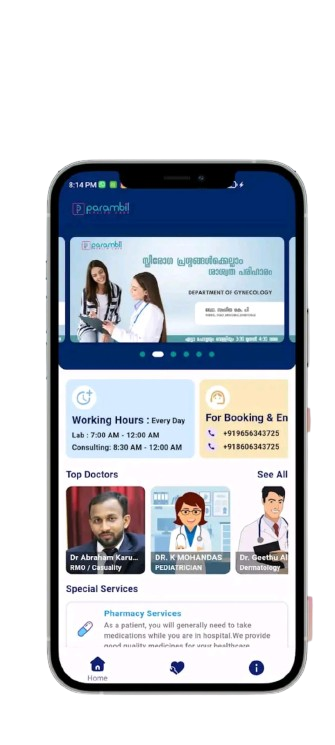 8:14 PM
parambil
parambil
സ്ത്രീരോഗ പ്രശ്നങ്ങൾക്കെല്ലാം
ശാശ്വത പരിഹാരം
DEPARTMENT OF GYNECOLOGY
Working Hours : Every Day
Lab : 7:00 AM - 12:00 AM
Consulting: 8:30 AM - 12:00 AM
For Booking & En
+919656343725
+918606343725
Top Doctors
See All
Dr Abraham Karu...
RMO / Casuality
DR. K MOHANDAS
PEDIATRICIAN
Dr. Geethu Al
Dermatology
Special Services
Pharmacy Services
As a patient, you will generally need to take
medications while you are in hospital.We provide
good quality medicines for your healthcare
Home